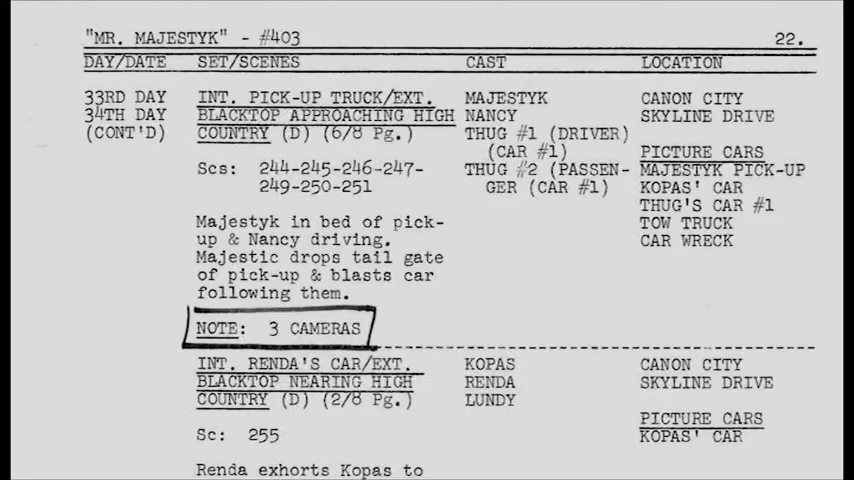 "MR. MAJESTYK" - #403 22.
DAY/DATE SET/SCENES CAST LOCATION
33RD DAY INT. PICK-UP TRUCK/EXT. MAJESTYK CANON CITY
34TH DAY BLACKTOP APPROACHING HIGH NANCY SKYLINE DRIVE
(CONT'D) COUNTRY (D) (6/8 Pg.) THUG #1 (DRIVER)
(CAR #1) PICTURE CARS
Scs: 244-245-246-247- THUG #2 (PASSEN- MAJESTYK PICK-UP
249-250-251 GER (CAR #1) KOPAS' CAR
THUG'S CAR #1
Majestyk in bed of pick- TOW TRUCK
up & Nancy driving. CAR WRECK
Majestic drops tail gate
of pick-up & blasts car
following them.
NOTE: 3 CAMERAS
INT. RENDA'S CAR/EXT. KOPAS CANON CITY
BLACKTOP NEARING HIGH RENDA SKYLINE DRIVE
COUNTRY (D) (2/8 Pg.) LUNDY
PICTURE CARS
Sc: 255 KOPAS' CAR
Renda exhorts Kopas to